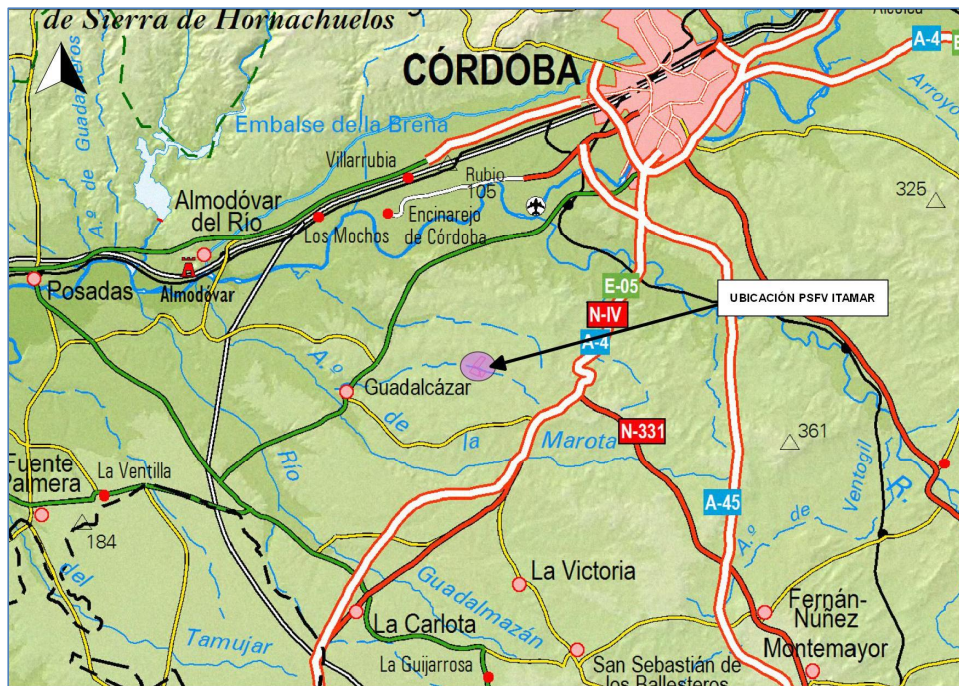 de Sierra de Hornachuelos
Alcolea
A-4
E
CÓRDOBA
A.º de Guadalteros
Arroyo
Embalse de la Breña
Villarrubia
Rubio
105
325
Almodóvar
del Río
Encinarejo
de Córdoba
Los Mochos
Posadas
Almodóvar
E-05
UBICACIÓN PSFV ITAMAR
N-IV
A-4
A.º
de
la
Marota
Guadalcázar
N-331
361
Ventogil
de
A.º
R.
Fuente
Palmera
La Ventilla
Río
A-45
184
del
Tamujar
Guadalmazán
La Victoria
La Carlota
Fernán-
Núñez
Montemayor
La Guijarrosa
San Sebastián de
los Ballesteros